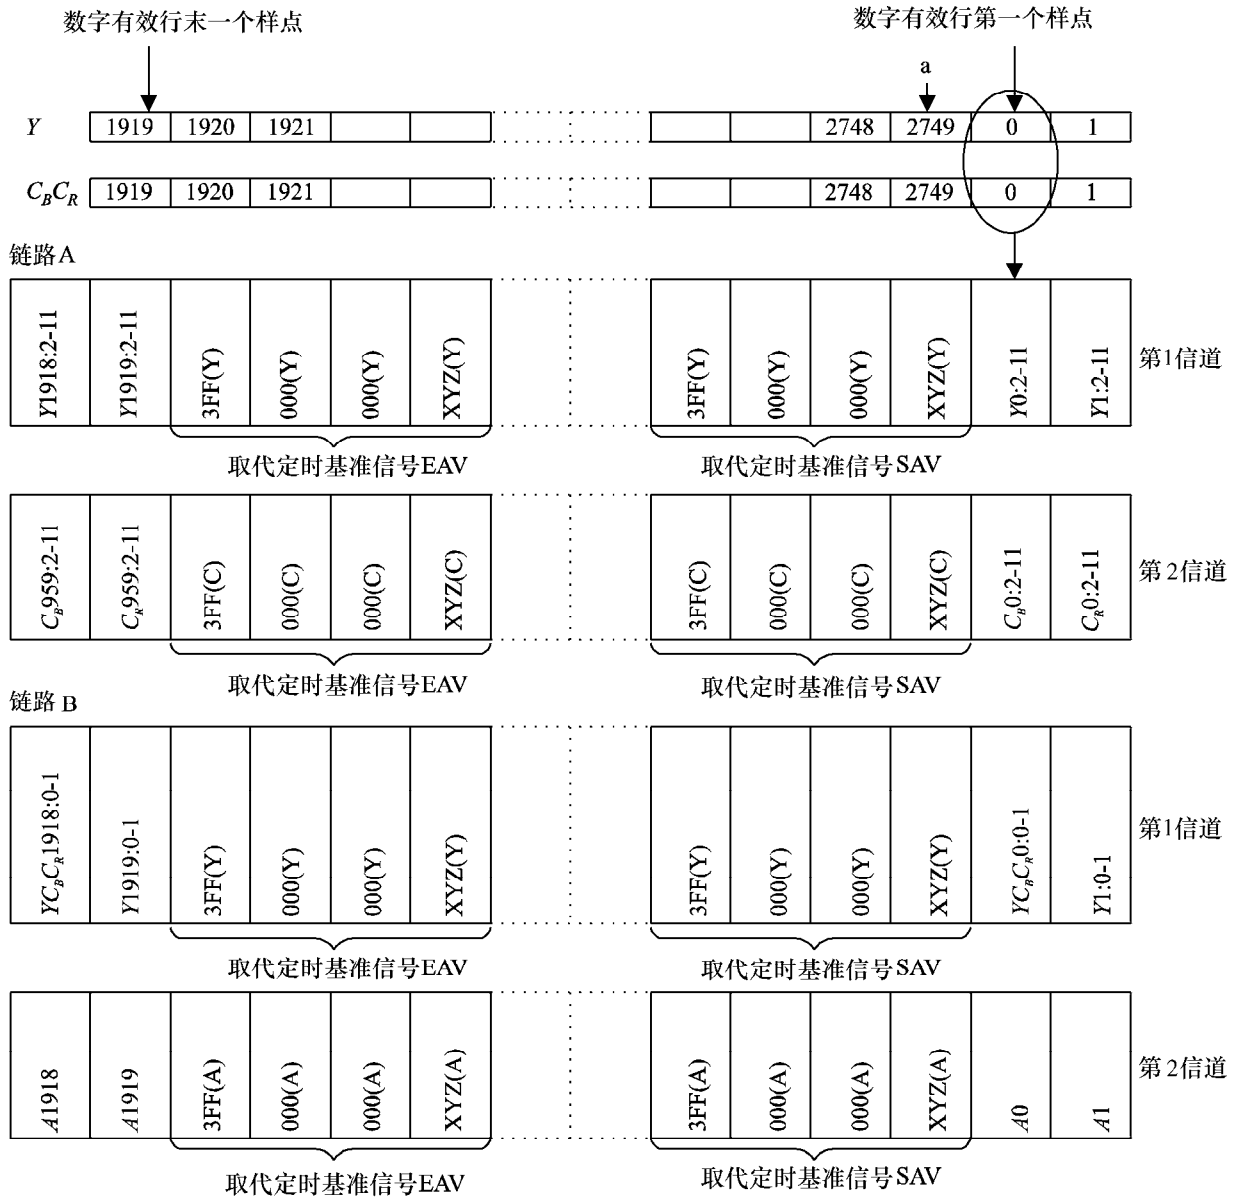 数字有效行末一个样点
数字有效行第一个样点
a
Y 1919 1920 1921 2748 2749 0 1
CBCR 1919 1920 1921 2748 2749 0 1
链路A
Y1918:2-11 Y1919:2-11 3FF(Y) 000(Y) 000(Y) XYZ(Y) 3FF(Y) 000(Y) 000(Y) XYZ(Y) Y0:2-11 Y1:2-11 第1信道
取代定时基准信号EAV 取代定时基准信号SAV
CB959:2-11 CR959:2-11 3FF(C) 000(C) 000(C) XYZ(C) 3FF(C) 000(C) 000(C) XYZ(C) CB0:2-11 CR0:2-11 第2信道
取代定时基准信号EAV 取代定时基准信号SAV
链路B
YCBCR1918:0-1 Y1919:0-1 3FF(Y) 000(Y) 000(Y) XYZ(Y) 3FF(Y) 000(Y) 000(Y) XYZ(Y) YCBCR0:0-1 Y1:0-1 第1信道
取代定时基准信号EAV 取代定时基准信号SAV
A1918 A1919 3FF(A) 000(A) 000(A) XYZ(A) 3FF(A) 000(A) 000(A) XYZ(A) A0 A1 第2信道
取代定时基准信号EAV 取代定时基准信号SAV